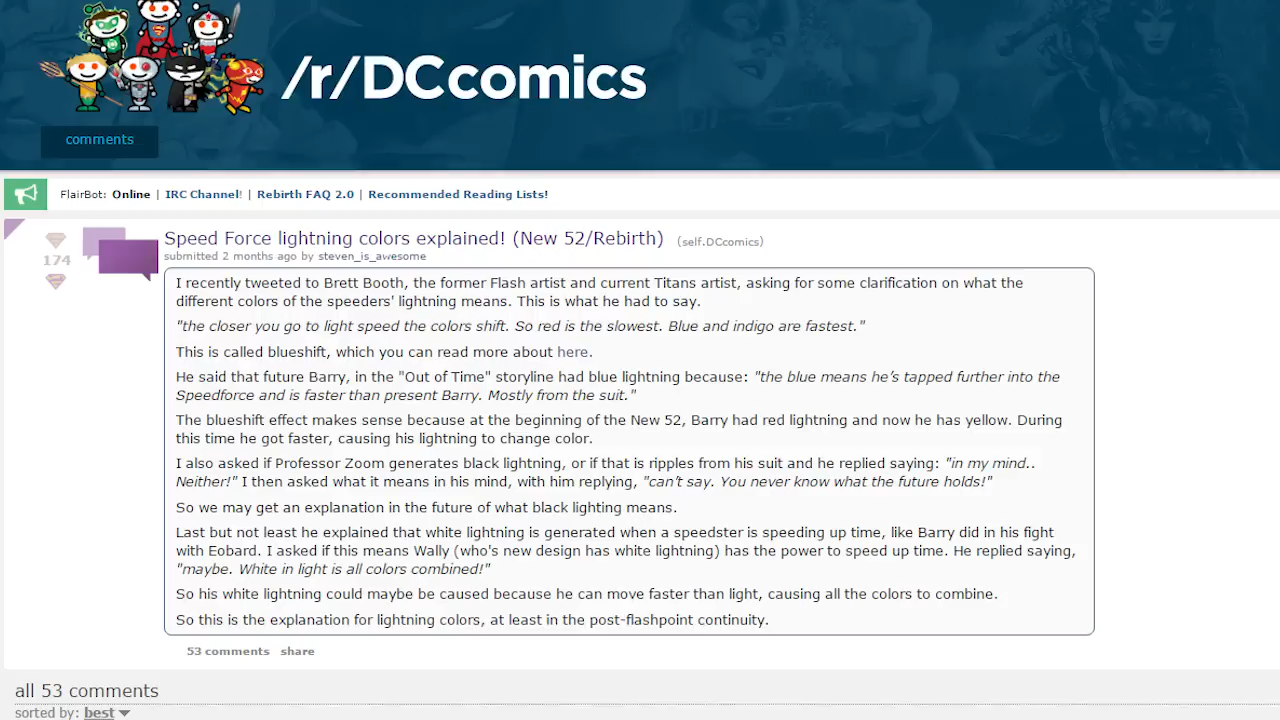 /r/DCcomics
comments
FlairBot: Online | IRC Channel! | Rebirth FAQ 2.0 | Recommended Reading Lists!
Speed Force lightning colors explained! (New 52/Rebirth) (self.DCcomics)
174
submitted 2 months ago by steven_is_awesome
I recently tweeted to Brett Booth, the former Flash artist and current Titans artist, asking for some clarification on what the
different colors of the speeders' lightning means. This is what he had to say.
"the closer you go to light speed the colors shift. So red is the slowest. Blue and indigo are fastest."
This is called blueshift, which you can read more about here.
He said that future Barry, in the "Out of Time" storyline had blue lightning because: "the blue means he's tapped further into the
Speedforce and is faster than present Barry. Mostly from the suit."
The blueshift effect makes sense because at the beginning of the New 52, Barry had red lightning and now he has yellow. During
this time he got faster, causing his lightning to change color.
I also asked if Professor Zoom generates black lightning, or if that is ripples from his suit and he replied saying: "in my mind..
Neither!" I then asked what it means in his mind, with him replying, "can't say. You never know what the future holds!"
So we may get an explanation in the future of what black lighting means.
Last but not least he explained that white lightning is generated when a speedster is speeding up time, like Barry did in his fight
with Eobard. I asked if this means Wally (who's new design has white lightning) has the power to speed up time. He replied saying,
"maybe. White in light is all colors combined!"
So his white lightning could maybe be caused because he can move faster than light, causing all the colors to combine.
So this is the explanation for lightning colors, at least in the post-flashpoint continuity.
53 comments share
all 53 comments
sorted by: best